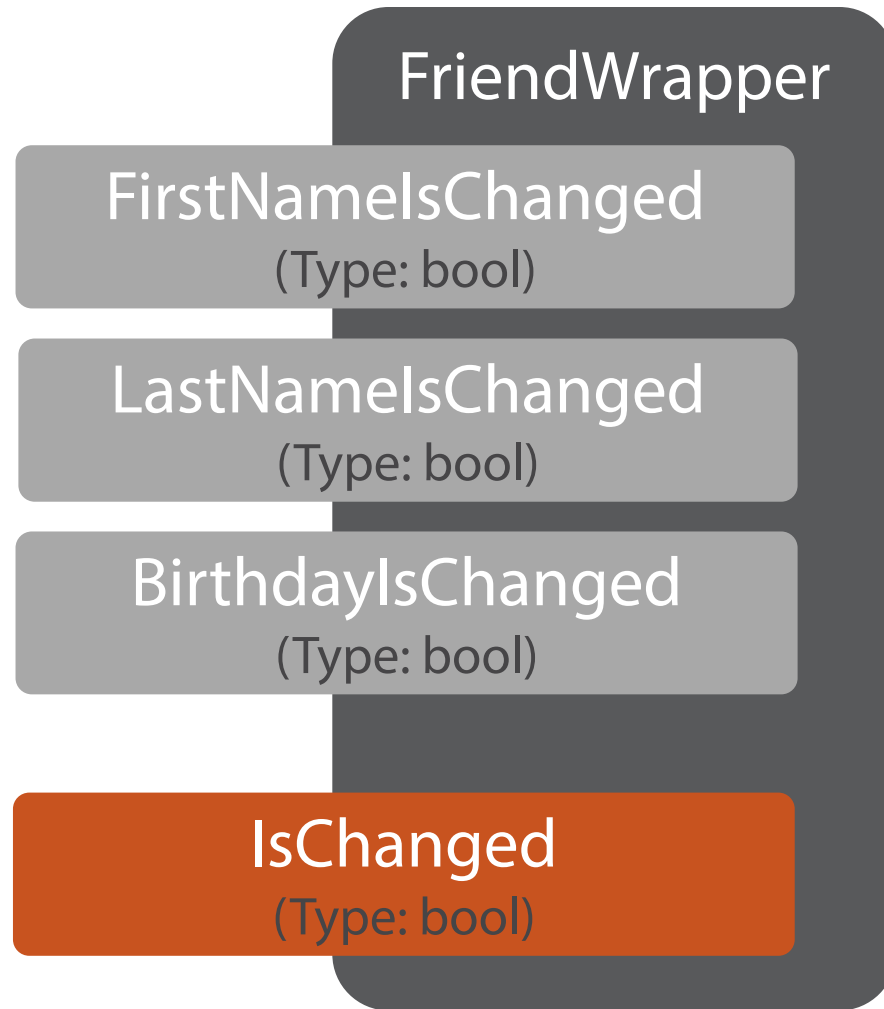 FriendWrapper
FirstNameIsChanged
(Type: bool)
LastNameIsChanged
(Type: bool)
BirthdayIsChanged
(Type: bool)
IsChanged
(Type: bool)